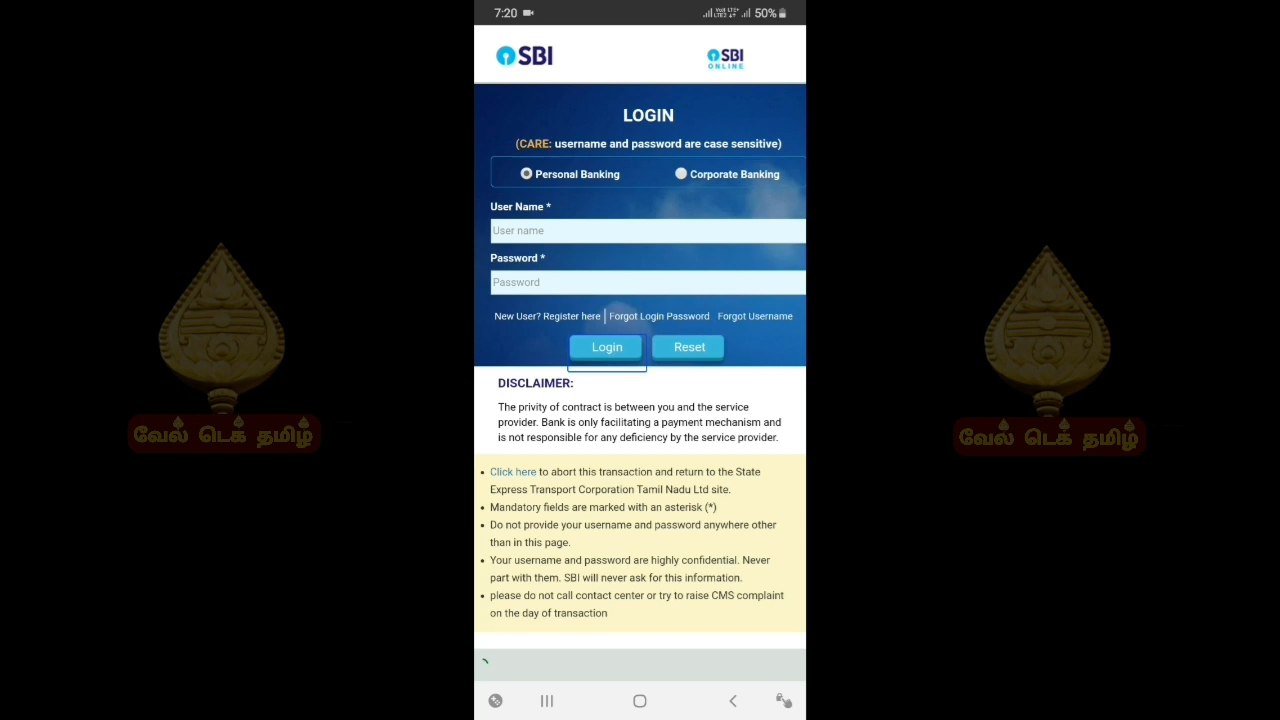 7:20
Vo)) LTE+
LTE2
50%
SBI
SBI
ONLINE
LOGIN
(CARE: username and password are case sensitive)
Personal Banking
Corporate Banking
User Name *
User name
Password *
Password
New User? Register here
Forgot Login Password
Forgot Username
Login
Reset
DISCLAIMER:
The privity of contract is between you and the service
provider. Bank is only facilitating a payment mechanism and
is not responsible for any deficiency by the service provider.
Click here to abort this transaction and return to the State
Express Transport Corporation Tamil Nadu Ltd site.
Mandatory fields are marked with an asterisk (*)
Do not provide your username and password anywhere other
than in this page.
Your username and password are highly confidential. Never
part with them. SBI will never ask for this information.
please do not call contact center or try to raise CMS complaint
on the day of transaction
வேல் டெக் தமிழ்
வேல் டெக் தமிழ்